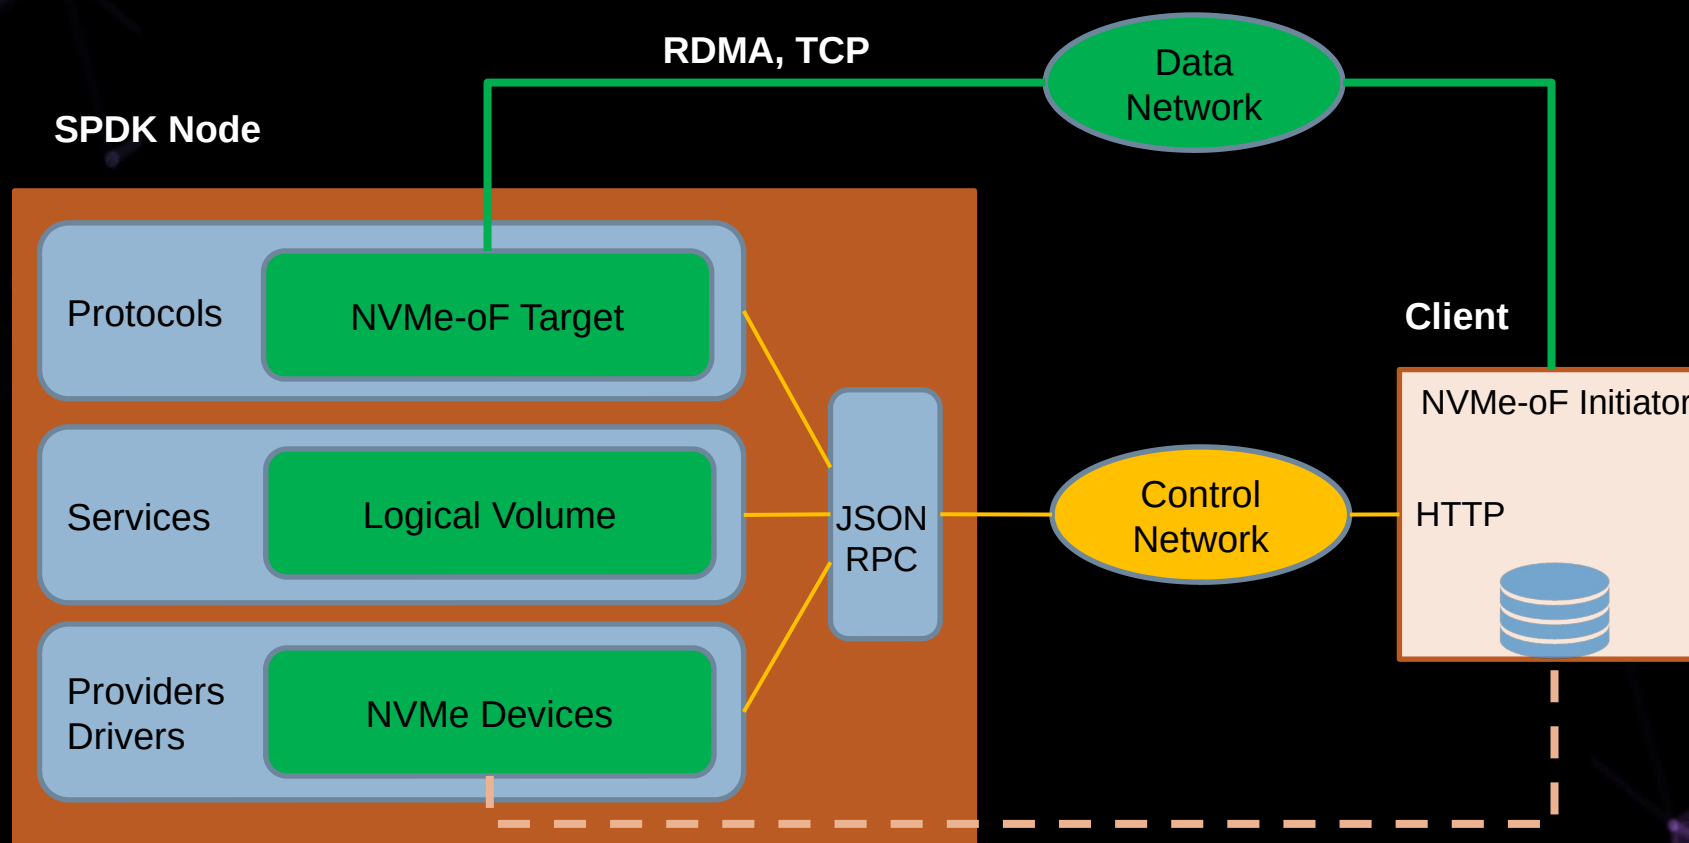 RDMA, TCP
Data
Network
SPDK Node
Protocols
NVMe-oF Target
Client
NVMe-oF Initiator
Services
Logical Volume
JSON
RPC
Control
Network
HTTP
Providers
Drivers
NVMe Devices